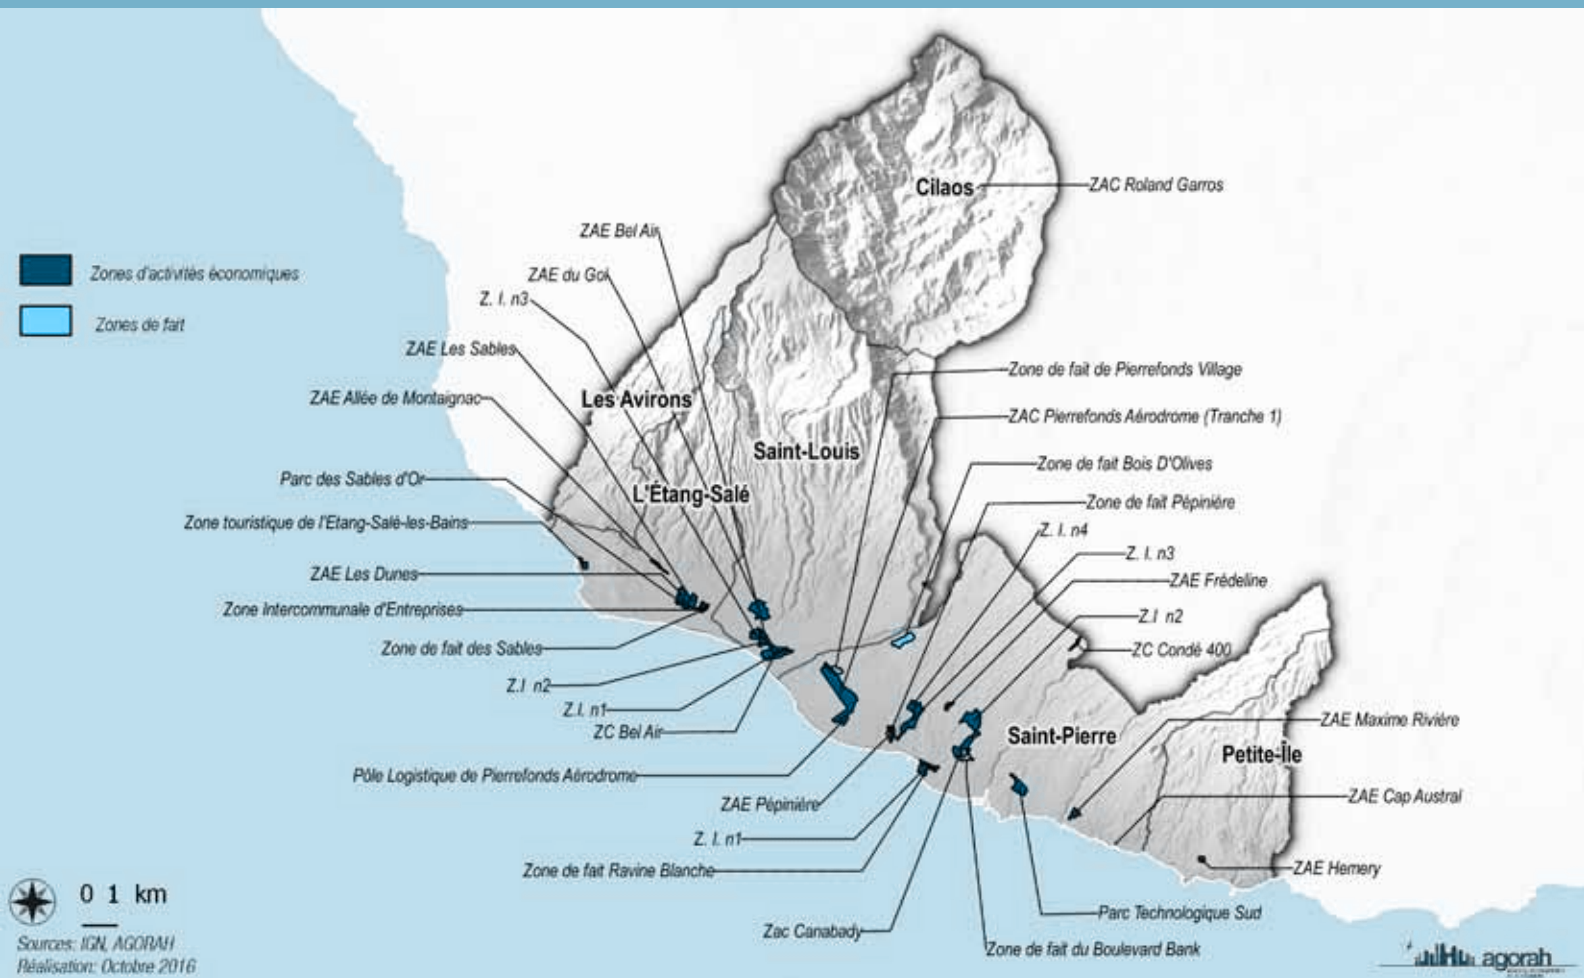 Cilaos
ZAC Roland Garros
ZAE Bel Air
Zones d'activités économiques
ZAE du Gol
Z. I. n3
Zones de fait
ZAE Les Sables
Zone de fait de Pierrefonds Village
ZAE Allée de Montaignac
Les Avirons
ZAC Pierrefonds Aérodrome (Tranche 1)
Saint-Louis
Zone de fait Bois D'Olives
Parc des Sables d'Or
L'Étang-Salé
Zone de fait Pépinière
Zone touristique de l'Etang-Salé-les-Bains
Z. I. n4
Z. I. n3
ZAE Les Dunes
ZAE Frédeline
Zone Intercommunale d'Entreprises
Z.I n2
Zone de fait des Sables
ZC Condé 400
Z.I n2
Z.I. n1
ZAE Maxime Rivière
ZC Bel Air
Saint-Pierre
Petite-Île
Pôle Logistique de Pierrefonds Aérodrome
ZAE Pépinière
ZAE Cap Austral
Z. I. n1
Zone de fait Ravine Blanche
ZAE Hemery
0 1 km
Parc Technologique Sud
Zac Canabady
Zone de fait du Boulevard Bank
Sources: IGN, AGORAH
Réalisation: Octobre 2016
agorah